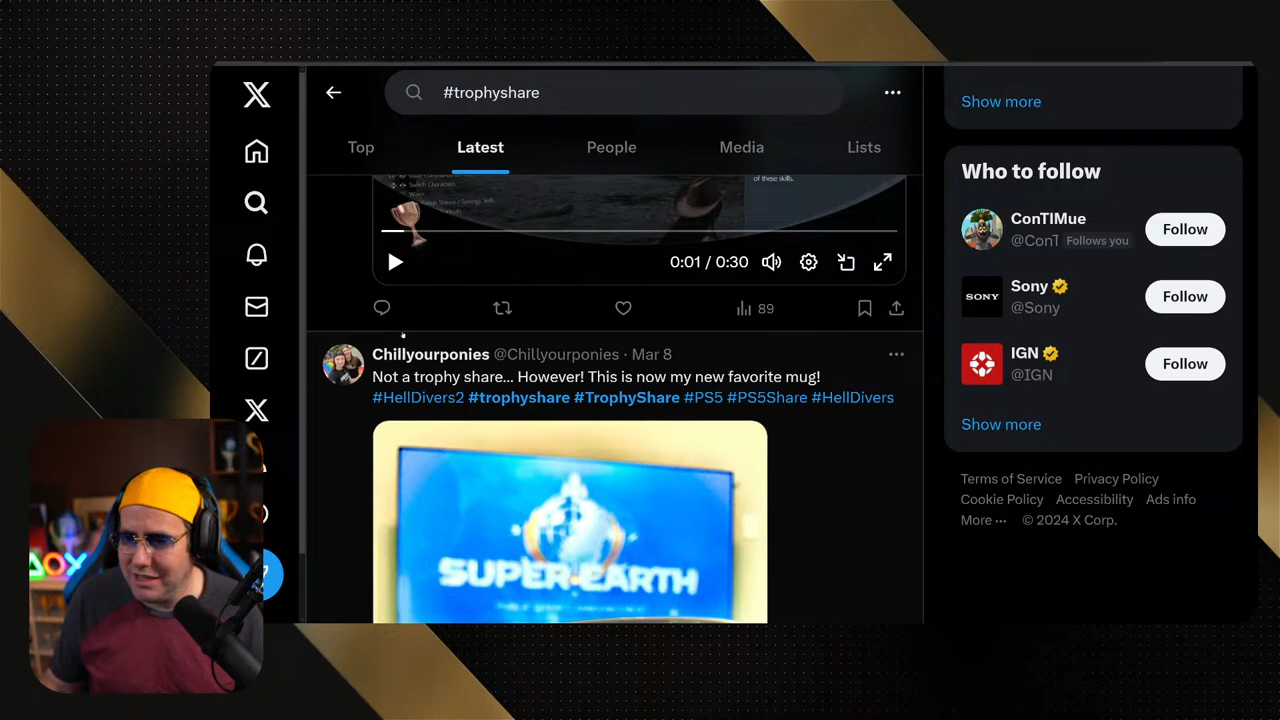 #trophyshare
Top
Latest
People
Media
Lists
Switch Characters
of these skills.
0:01 / 0:30
89
Chillyourponies @Chillyourponies · Mar 8
Not a trophy share... However! This is now my new favorite mug!
#HellDivers2 #trophyshare #TrophyShare #PS5 #PS5Share #HellDivers
SUPER EARTH
Show more
Who to follow
ConTIMue
@ConT Follows you
Follow
SONY
Sony
@Sony
Follow
IGN
@IGN
Follow
Show more
Terms of Service Privacy Policy
Cookie Policy Accessibility Ads info
More ··· © 2024 X Corp.